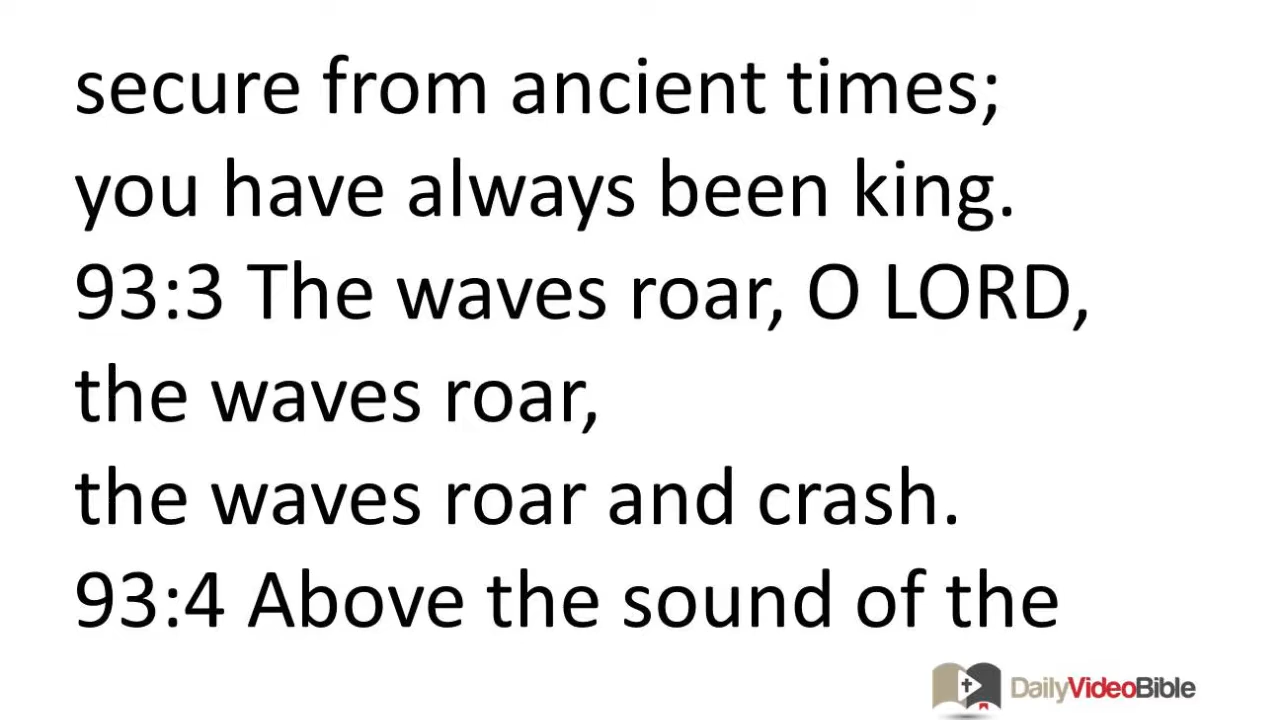 secure from ancient times;
you have always been king.
93:3 The waves roar, O LORD,
the waves roar,
the waves roar and crash.
93:4 Above the sound of the
DailyVideoBible